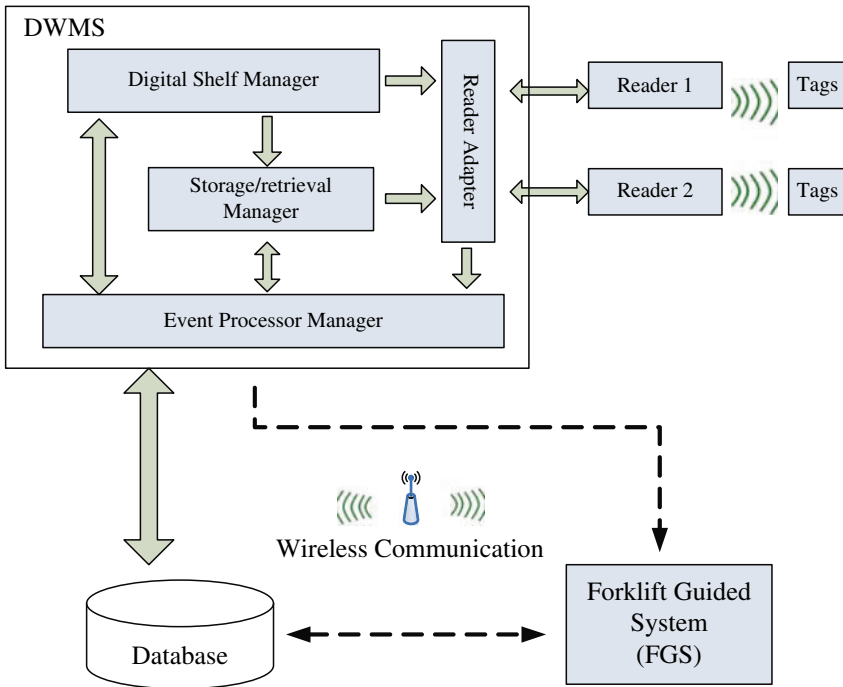 DWMS
Digital Shelf Manager
Storage/retrieval
Manager
Reader Adapter
Event Processor Manager
Reader 1
Tags
Reader 2
Tags
Wireless Communication
Database
Forklift Guided
System
(FGS)